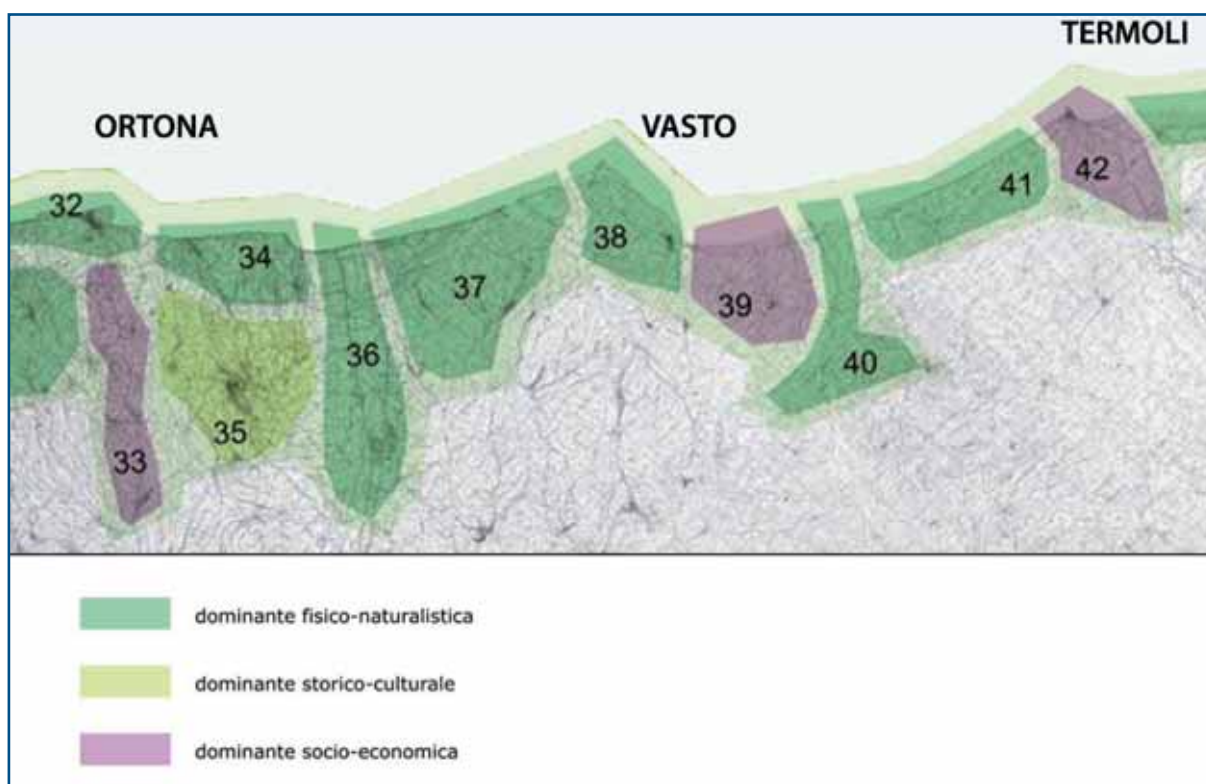 TERMOLI
ORTONA
VASTO
32
34
33
35
36
37
38
39
40
41
42
dominante fisico-naturalistica
dominante storico-culturale
dominante socio-economica